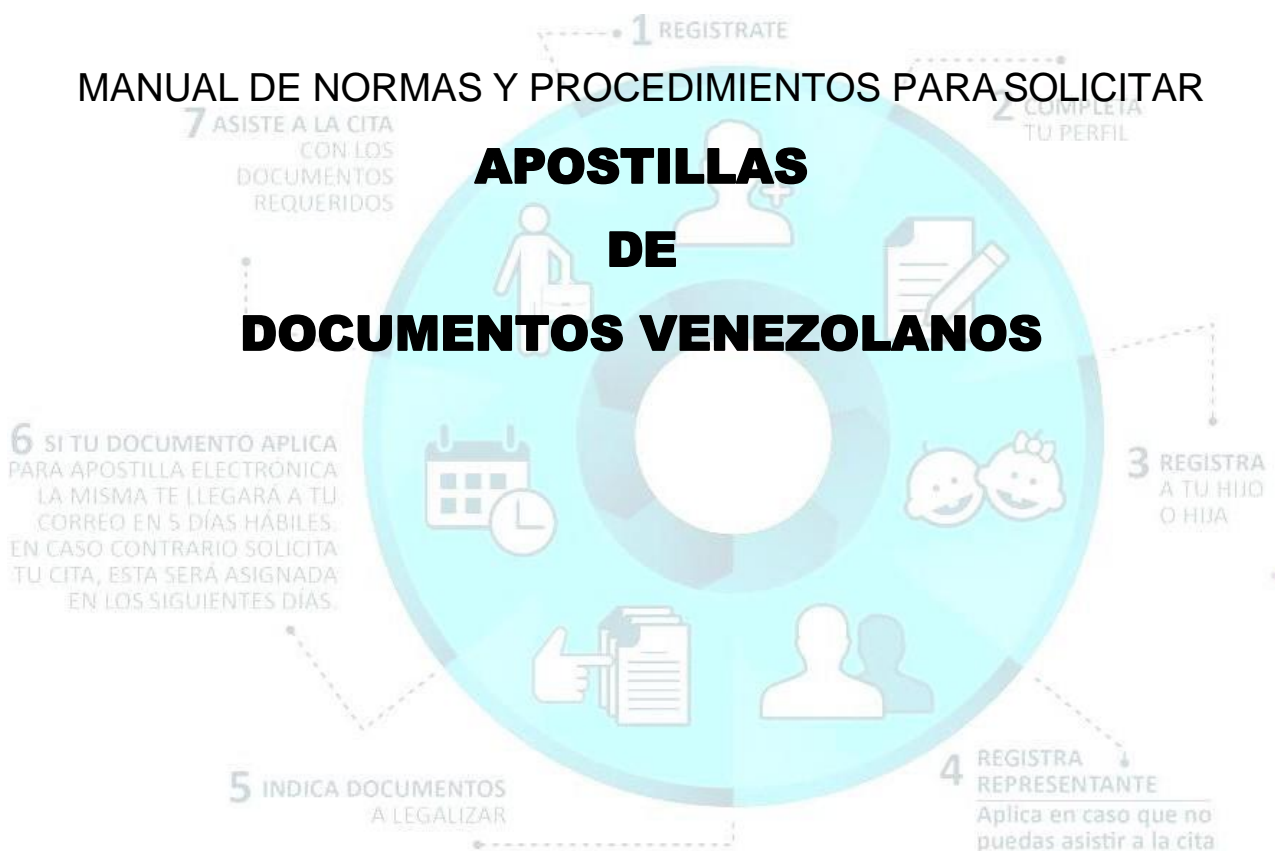 MANUAL DE NORMAS Y PROCEDIMIENTOS PARA SOLICITAR
APOSTILLAS
DE
DOCUMENTOS VENEZOLANOS
1 REGISTRATE
2 COMPLETA
TU PERFIL
3 REGISTRA
A TU HIJO
O HIJA
4 REGISTRA
REPRESENTANTE
Aplica en caso que no
puedas asistir a la cita
5 INDICA DOCUMENTOS
A LEGALIZAR
6 SI TU DOCUMENTO APLICA
PARA APOSTILLA ELECTRONICA
LA MISMA TE LLEGARÁ A TU
CORREO EN 5 DÍAS HÁBILES.
EN CASO CONTRARIO SOLICITA
TU CITA, ESTA SERÁ ASIGNADA
EN LOS SIGUIENTES DÍAS.
7 ASISTE A LA CITA
CON LOS
DOCUMENTOS
REQUERIDOS